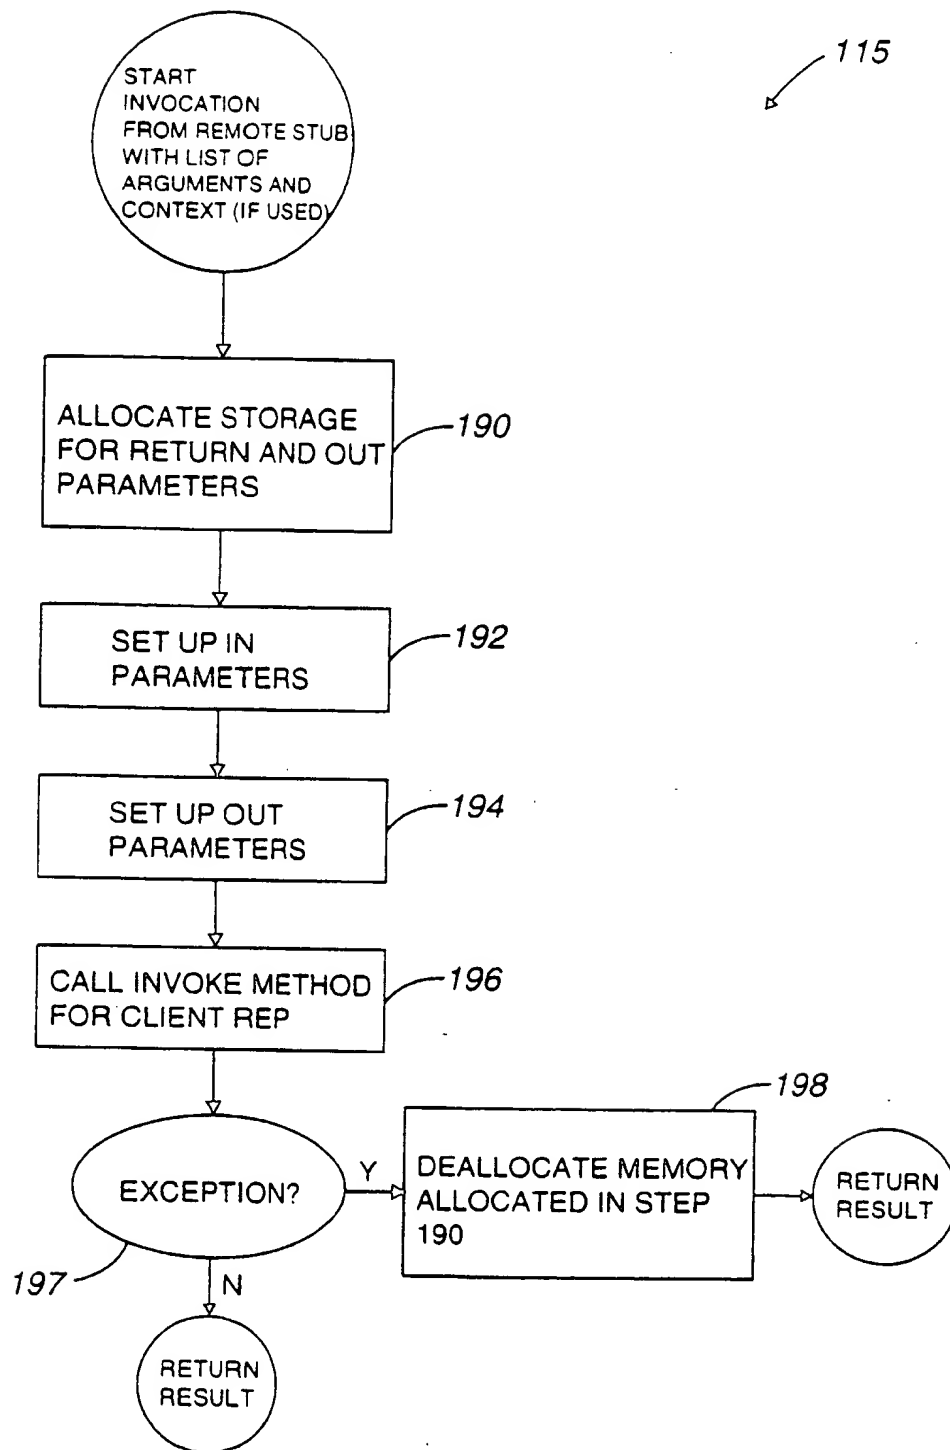 115
START
INVOCATION
FROM REMOTE STUB
WITH LIST OF
ARGUMENTS AND
CONTEXT (IF USED)
ALLOCATE STORAGE
FOR RETURN AND OUT
PARAMETERS
190
SET UP IN
PARAMETERS
192
SET UP OUT
PARAMETERS
194
CALL INVOKE METHOD
FOR CLIENT REP
196
EXCEPTION?
197
Y
N
DEALLOCATE MEMORY
ALLOCATED IN STEP
190
198
RETURN
RESULT
RETURN
RESULT